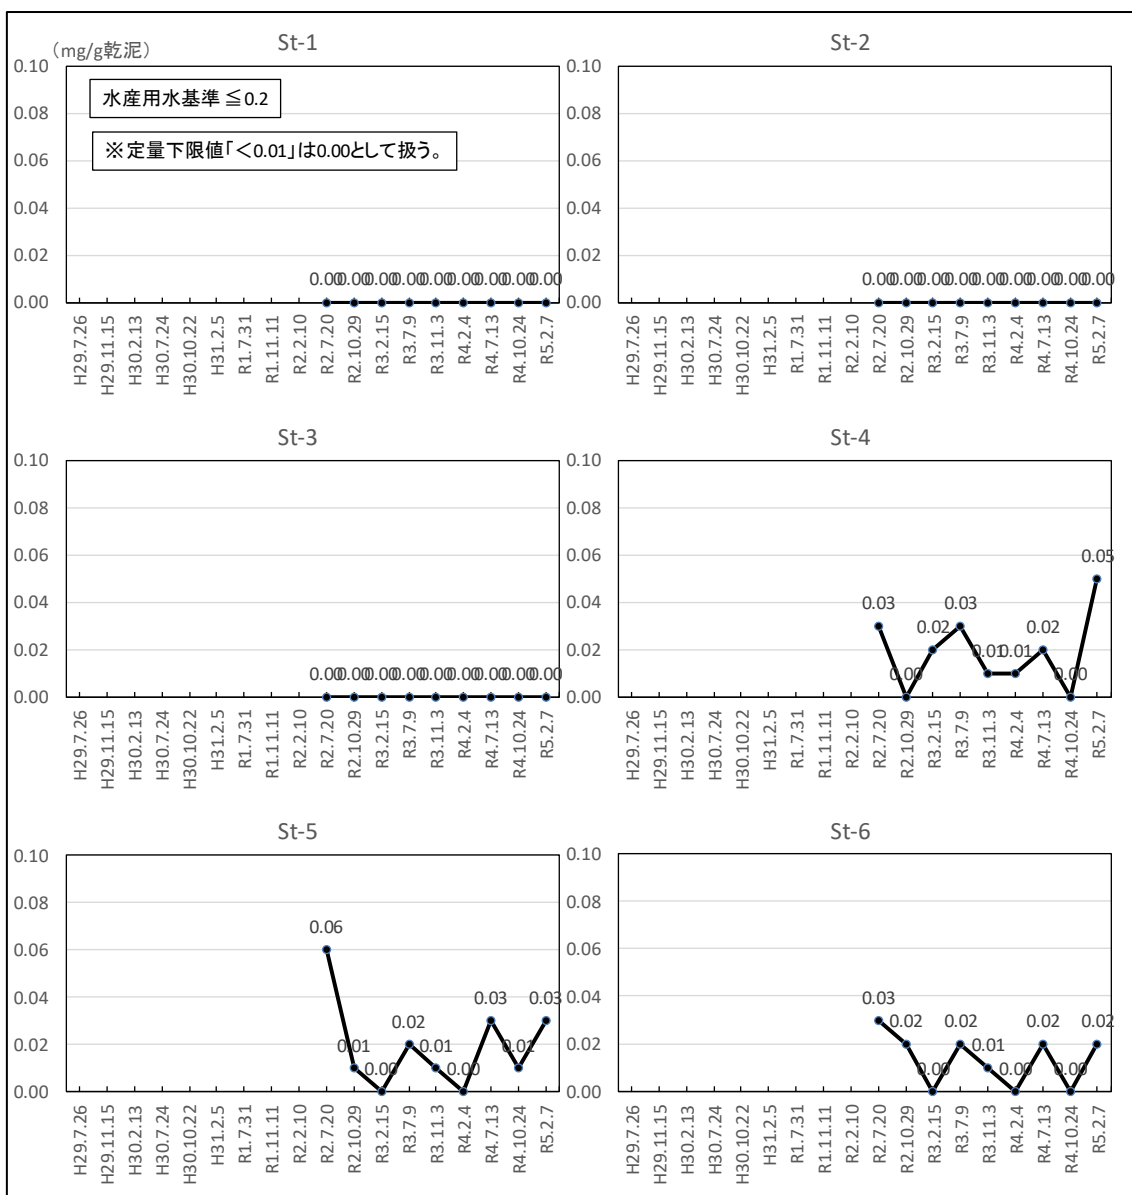 St-1
（mg/g乾泥）
水産用水基準 ≦0.2
※定量下限値「<0.01」は0.00として扱う。
0.10
0.08
0.06
0.04
0.02
0.00
0.00 0.00 0.00 0.00 0.00 0.00 0.00 0.00 0.00
H29.7.26 H29.11.15 H30.2.13 H30.7.24 H30.10.22 H31.2.5 R1.7.31 R1.11.11 R2.2.10 R2.7.20 R2.10.29 R3.2.15 R3.7.9 R3.11.3 R4.2.4 R4.7.13 R4.10.24 R5.2.7
St-2
0.10
0.08
0.06
0.04
0.02
0.00
0.00 0.00 0.00 0.00 0.00 0.00 0.00 0.00 0.00
H29.7.26 H29.11.15 H30.2.13 H30.7.24 H30.10.22 H31.2.5 R1.7.31 R1.11.11 R2.2.10 R2.7.20 R2.10.29 R3.2.15 R3.7.9 R3.11.3 R4.2.4 R4.7.13 R4.10.24 R5.2.7
St-3
0.10
0.08
0.06
0.04
0.02
0.00
0.00 0.00 0.00 0.00 0.00 0.00 0.00 0.00 0.00
H29.7.26 H29.11.15 H30.2.13 H30.7.24 H30.10.22 H31.2.5 R1.7.31 R1.11.11 R2.2.10 R2.7.20 R2.10.29 R3.2.15 R3.7.9 R3.11.3 R4.2.4 R4.7.13 R4.10.24 R5.2.7
St-4
0.10
0.08
0.06
0.04
0.02
0.00
0.03 0.00 0.02 0.03 0.01 0.01 0.02 0.00 0.05
H29.7.26 H29.11.15 H30.2.13 H30.7.24 H30.10.22 H31.2.5 R1.7.31 R1.11.11 R2.2.10 R2.7.20 R2.10.29 R3.2.15 R3.7.9 R3.11.3 R4.2.4 R4.7.13 R4.10.24 R5.2.7
St-5
0.10
0.08
0.06
0.04
0.02
0.00
0.06 0.01 0.00 0.02 0.01 0.00 0.03 0.01 0.03
H29.7.26 H29.11.15 H30.2.13 H30.7.24 H30.10.22 H31.2.5 R1.7.31 R1.11.11 R2.2.10 R2.7.20 R2.10.29 R3.2.15 R3.7.9 R3.11.3 R4.2.4 R4.7.13 R4.10.24 R5.2.7
St-6
0.10
0.08
0.06
0.04
0.02
0.00
0.03 0.02 0.00 0.02 0.01 0.00 0.02 0.00 0.02
H29.7.26 H29.11.15 H30.2.13 H30.7.24 H30.10.22 H31.2.5 R1.7.31 R1.11.11 R2.2.10 R2.7.20 R2.10.29 R3.2.15 R3.7.9 R3.11.3 R4.2.4 R4.7.13 R4.10.24 R5.2.7